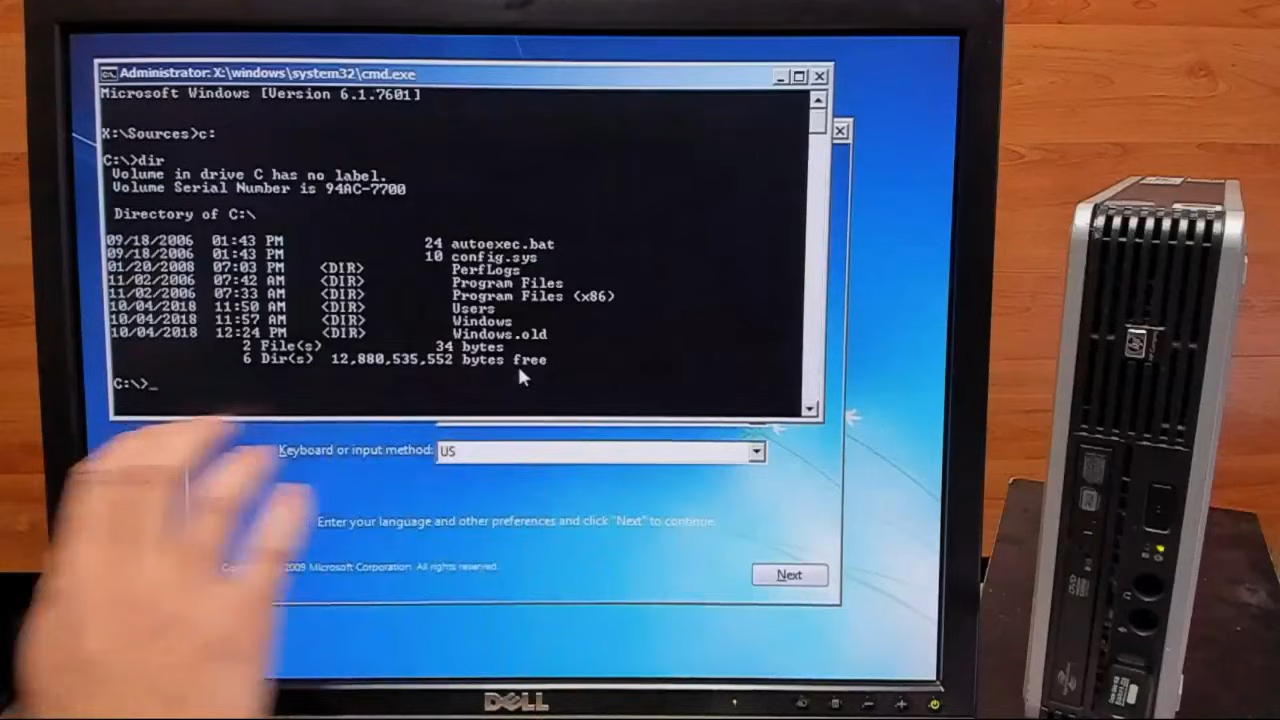 Administrator: X:\windows\system32\cmd.exe
Microsoft Windows [Version 6.1.7601]
X:\Sources>c:
C:\>dir
Volume in drive C has no label.
Volume Serial Number is 94AC-7700
Directory of C:\
09/18/2006 01:43 PM 24 autoexec.bat
09/18/2006 01:43 PM 10 config.sys
01/20/2008 07:03 PM <DIR> PerfLogs
11/02/2006 07:42 AM <DIR> Program Files
11/02/2006 07:33 AM <DIR> Program Files (x86)
10/04/2018 11:50 AM <DIR> Users
10/04/2018 11:57 AM <DIR> Windows
10/04/2018 12:24 PM <DIR> Windows.old
2 File(s) 34 bytes
6 Dir(s) 12,880,535,552 bytes free
C:\>_
Keyboard or input method: US
Enter your language and other preferences and click "Next" to continue.
2009 Microsoft Corporation. All rights reserved.
Next
DELL
hp